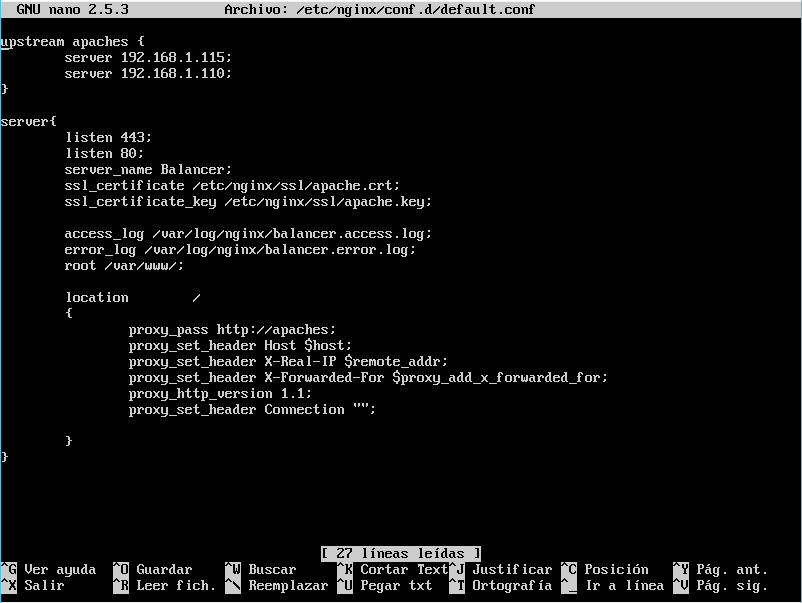 GNU nano 2.5.3 Archivo: /etc/nginx/conf.d/default.conf
upstream apaches {
server 192.168.1.115;
server 192.168.1.110;
}
server{
listen 443;
listen 80;
server_name Balancer;
ssl_certificate /etc/nginx/ssl/apache.crt;
ssl_certificate_key /etc/nginx/ssl/apache.key;
access_log /var/log/nginx/balancer.access.log;
error_log /var/log/nginx/balancer.error.log;
root /var/www/;
location /
{
proxy_pass http://apaches;
proxy_set_header Host $host;
proxy_set_header X-Real-IP $remote_addr;
proxy_set_header X-Forwarded-For $proxy_add_x_forwarded_for;
proxy_http_version 1.1;
proxy_set_header Connection "";
}
}
[ 27 líneas leídas ]
^G Ver ayuda ^O Guardar ^W Buscar ^K Cortar Text ^J Justificar ^C Posición ^Y Pág. ant.
^X Salir ^R Leer fich. ^\ Reemplazar ^U Pegar txt ^T Ortografía ^_ Ir a línea ^V Pág. sig.